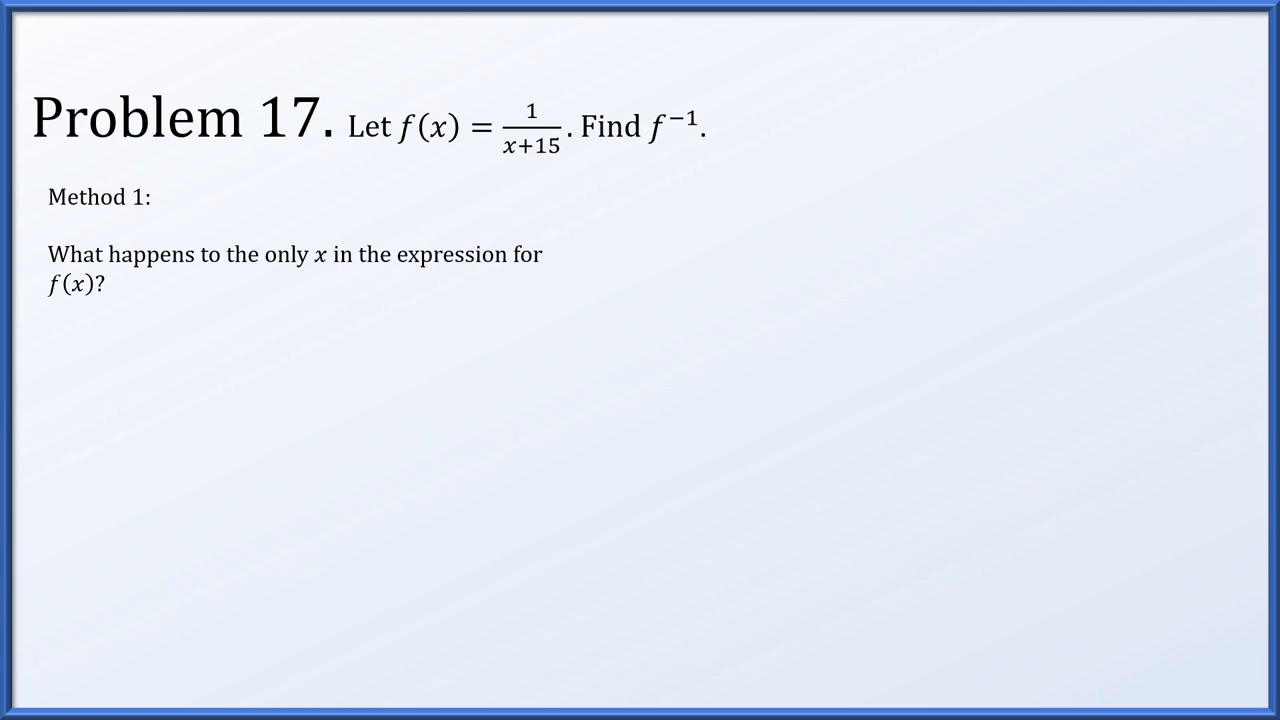 Problem 17. Let f(x) = 1/(x+15). Find f⁻¹.
Method 1:
What happens to the only x in the expression for
f(x)?